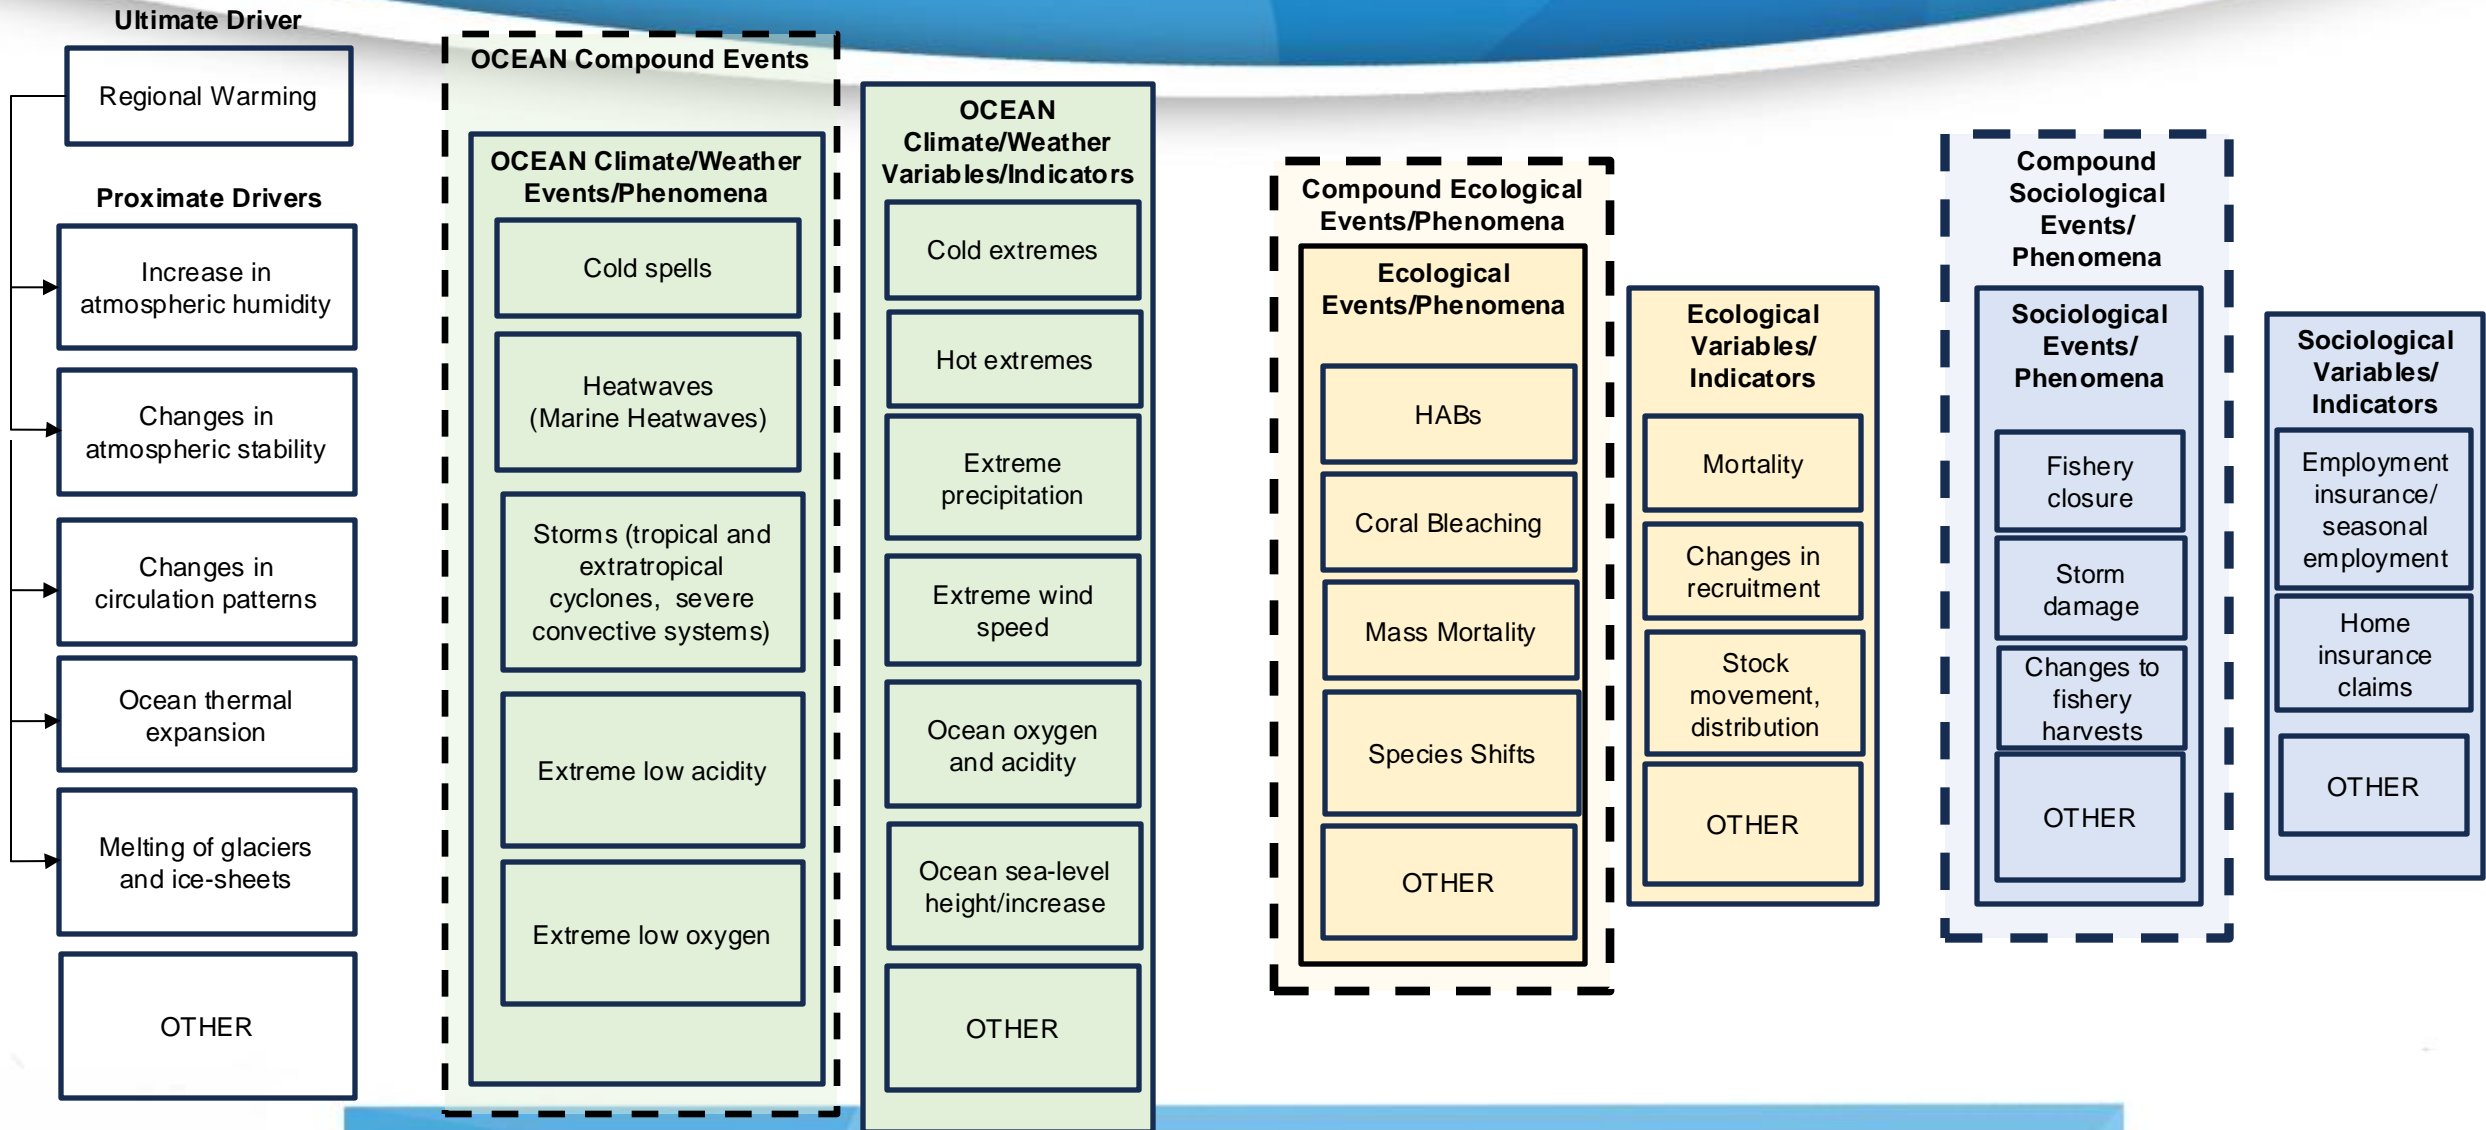 Ultimate Driver
Regional Warming
Proximate Drivers
Increase in
atmospheric humidity
Changes in
atmospheric stability
Changes in
circulation patterns
Ocean thermal
expansion
Melting of glaciers
and ice-sheets
OTHER
OCEAN Compound Events
OCEAN Climate/Weather
Events/Phenomena
Cold spells
Heatwaves
(Marine Heatwaves)
Storms (tropical and
extratropical
cyclones, severe
convective systems)
Extreme low acidity
Extreme low oxygen
OCEAN
Climate/Weather
Variables/Indicators
Cold extremes
Hot extremes
Extreme
precipitation
Extreme wind
speed
Ocean oxygen
and acidity
Ocean sea-level
height/increase
OTHER
Compound Ecological
Events/Phenomena
Ecological
Events/Phenomena
HABs
Coral Bleaching
Mass Mortality
Species Shifts
OTHER
Ecological
Variables/
Indicators
Mortality
Changes in
recruitment
Stock
movement,
distribution
OTHER
Compound
Sociological
Events/
Phenomena
Sociological
Events/
Phenomena
Fishery
closure
Storm
damage
Changes to
fishery
harvests
OTHER
Sociological
Variables/
Indicators
Employment
insurance/
seasonal
employment
Home
insurance
claims
OTHER